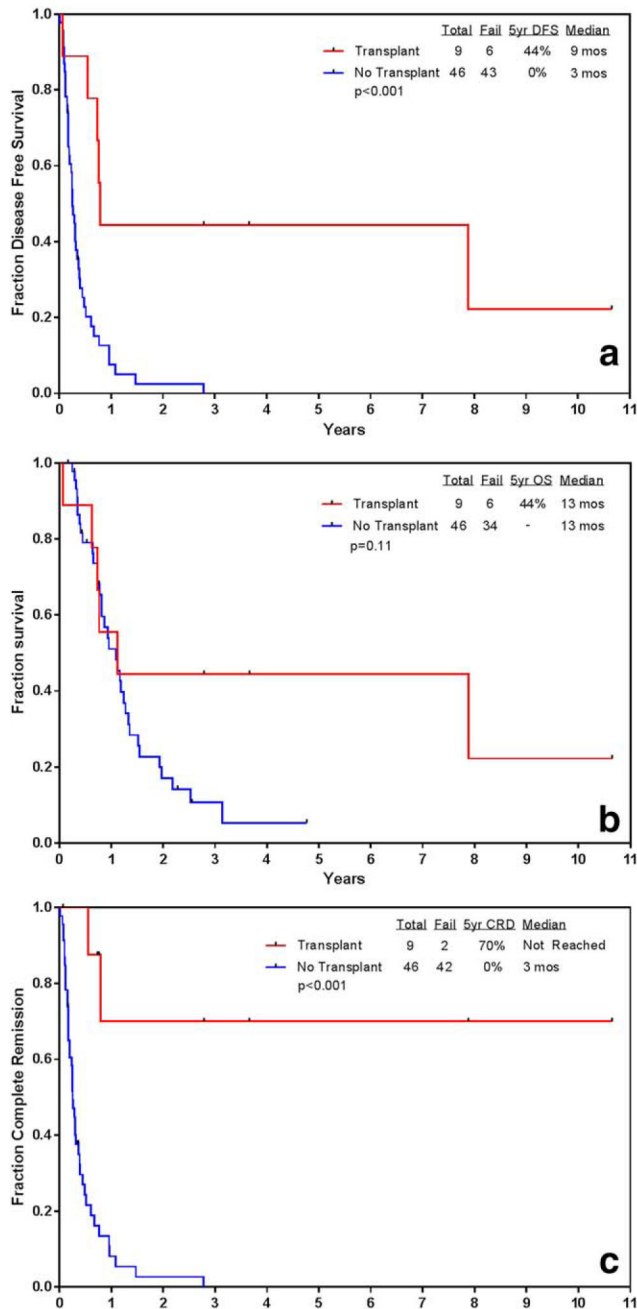 Total Fail 5yr DFS Median
Transplant 9 6 44% 9 mos
No Transplant 46 43 0% 3 mos
p<0.001
Fraction Disease Free Survival
1.0
0.8
0.6
0.4
0.2
0.0
a
0 1 2 3 4 5 6 7 8 9 10 11
Years
Total Fail 5yr OS Median
Transplant 9 6 44% 13 mos
No Transplant 46 34 - 13 mos
p=0.11
Fraction survival
1.0
0.8
0.6
0.4
0.2
0.0
b
0 1 2 3 4 5 6 7 8 9 10 11
Years
Total Fail 5yr CRD Median
Transplant 9 2 70% Not Reached
No Transplant 46 42 0% 3 mos
p<0.001
Fraction Complete Remission
1.0
0.8
0.6
0.4
0.2
0.0
c
0 1 2 3 4 5 6 7 8 9 10 11
Years